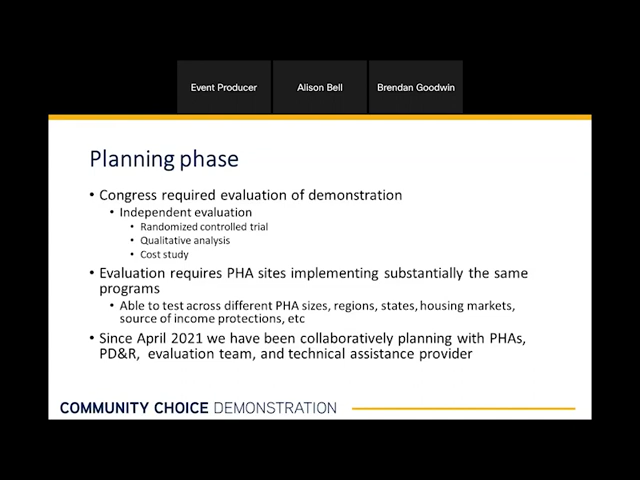 Event Producer
Alison Bell
Brendan Goodwin
Planning phase
• Congress required evaluation of demonstration
• Independent evaluation
• Randomized controlled trial
• Qualitative analysis
• Cost study
• Evaluation requires PHA sites implementing substantially the same
programs
• Able to test across different PHA sizes, regions, states, housing markets,
source of income protections, etc
• Since April 2021 we have been collaboratively planning with PHAs,
PD&R, evaluation team, and technical assistance provider
COMMUNITY CHOICE DEMONSTRATION